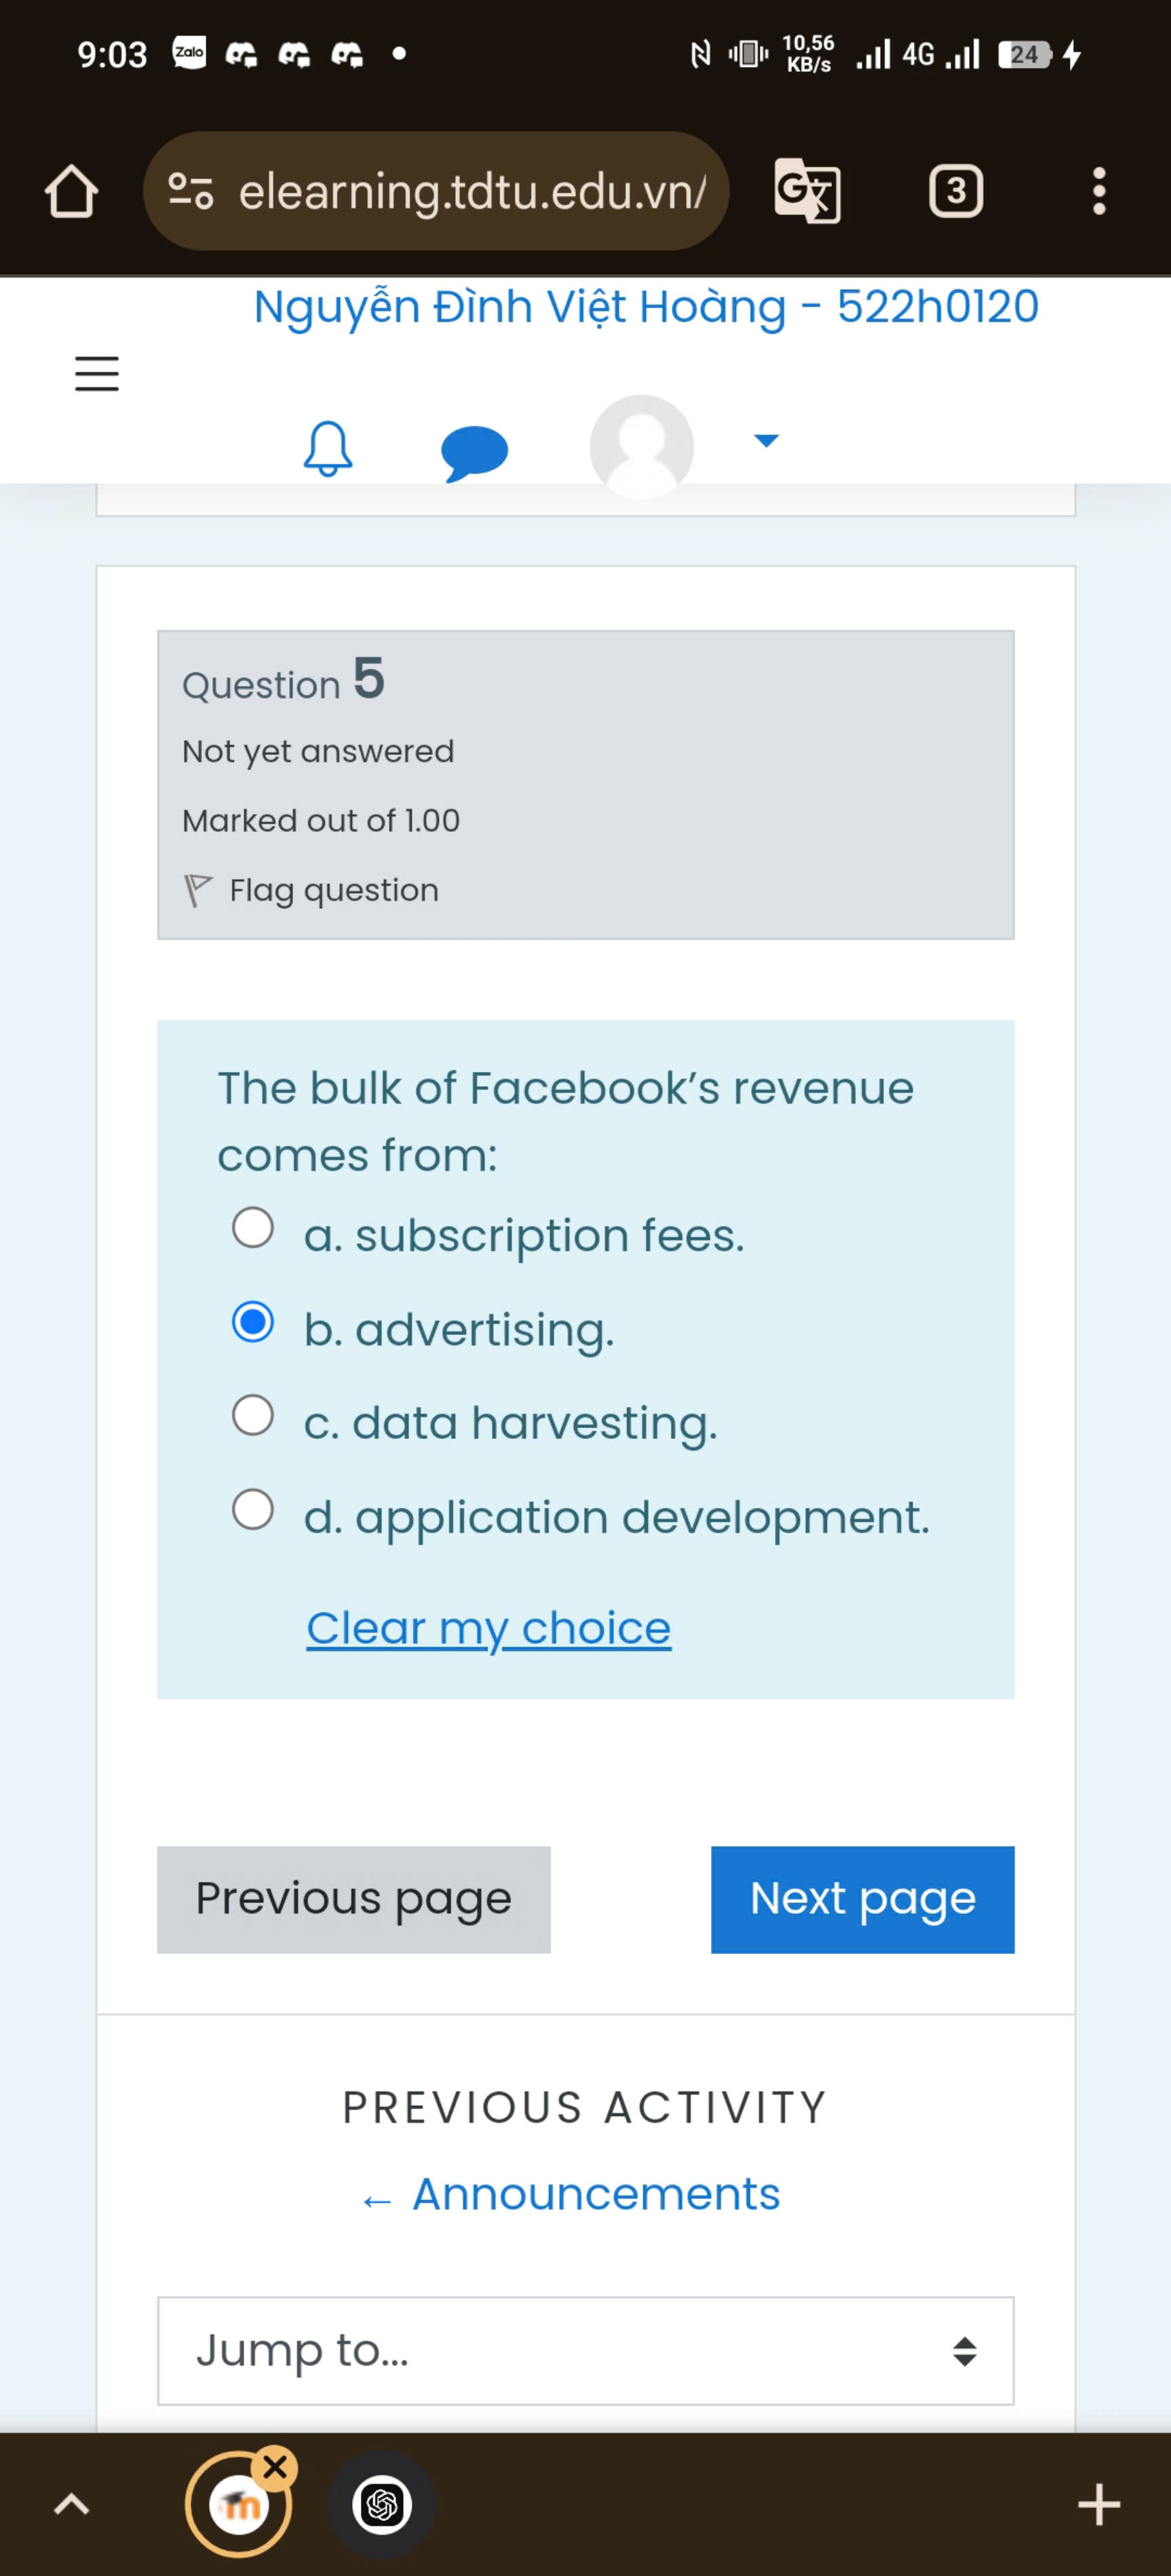 9:03 Zalo 10,56 KB/s 4G 24
elearning.tdtu.edu.vn/ 3
Nguyễn Đình Việt Hoàng - 522h0120
Question 5
Not yet answered
Marked out of 1.00
Flag question
The bulk of Facebook’s revenue
comes from:
a. subscription fees.
b. advertising.
c. data harvesting.
d. application development.
Clear my choice
Previous page Next page
PREVIOUS ACTIVITY
← Announcements
Jump to...